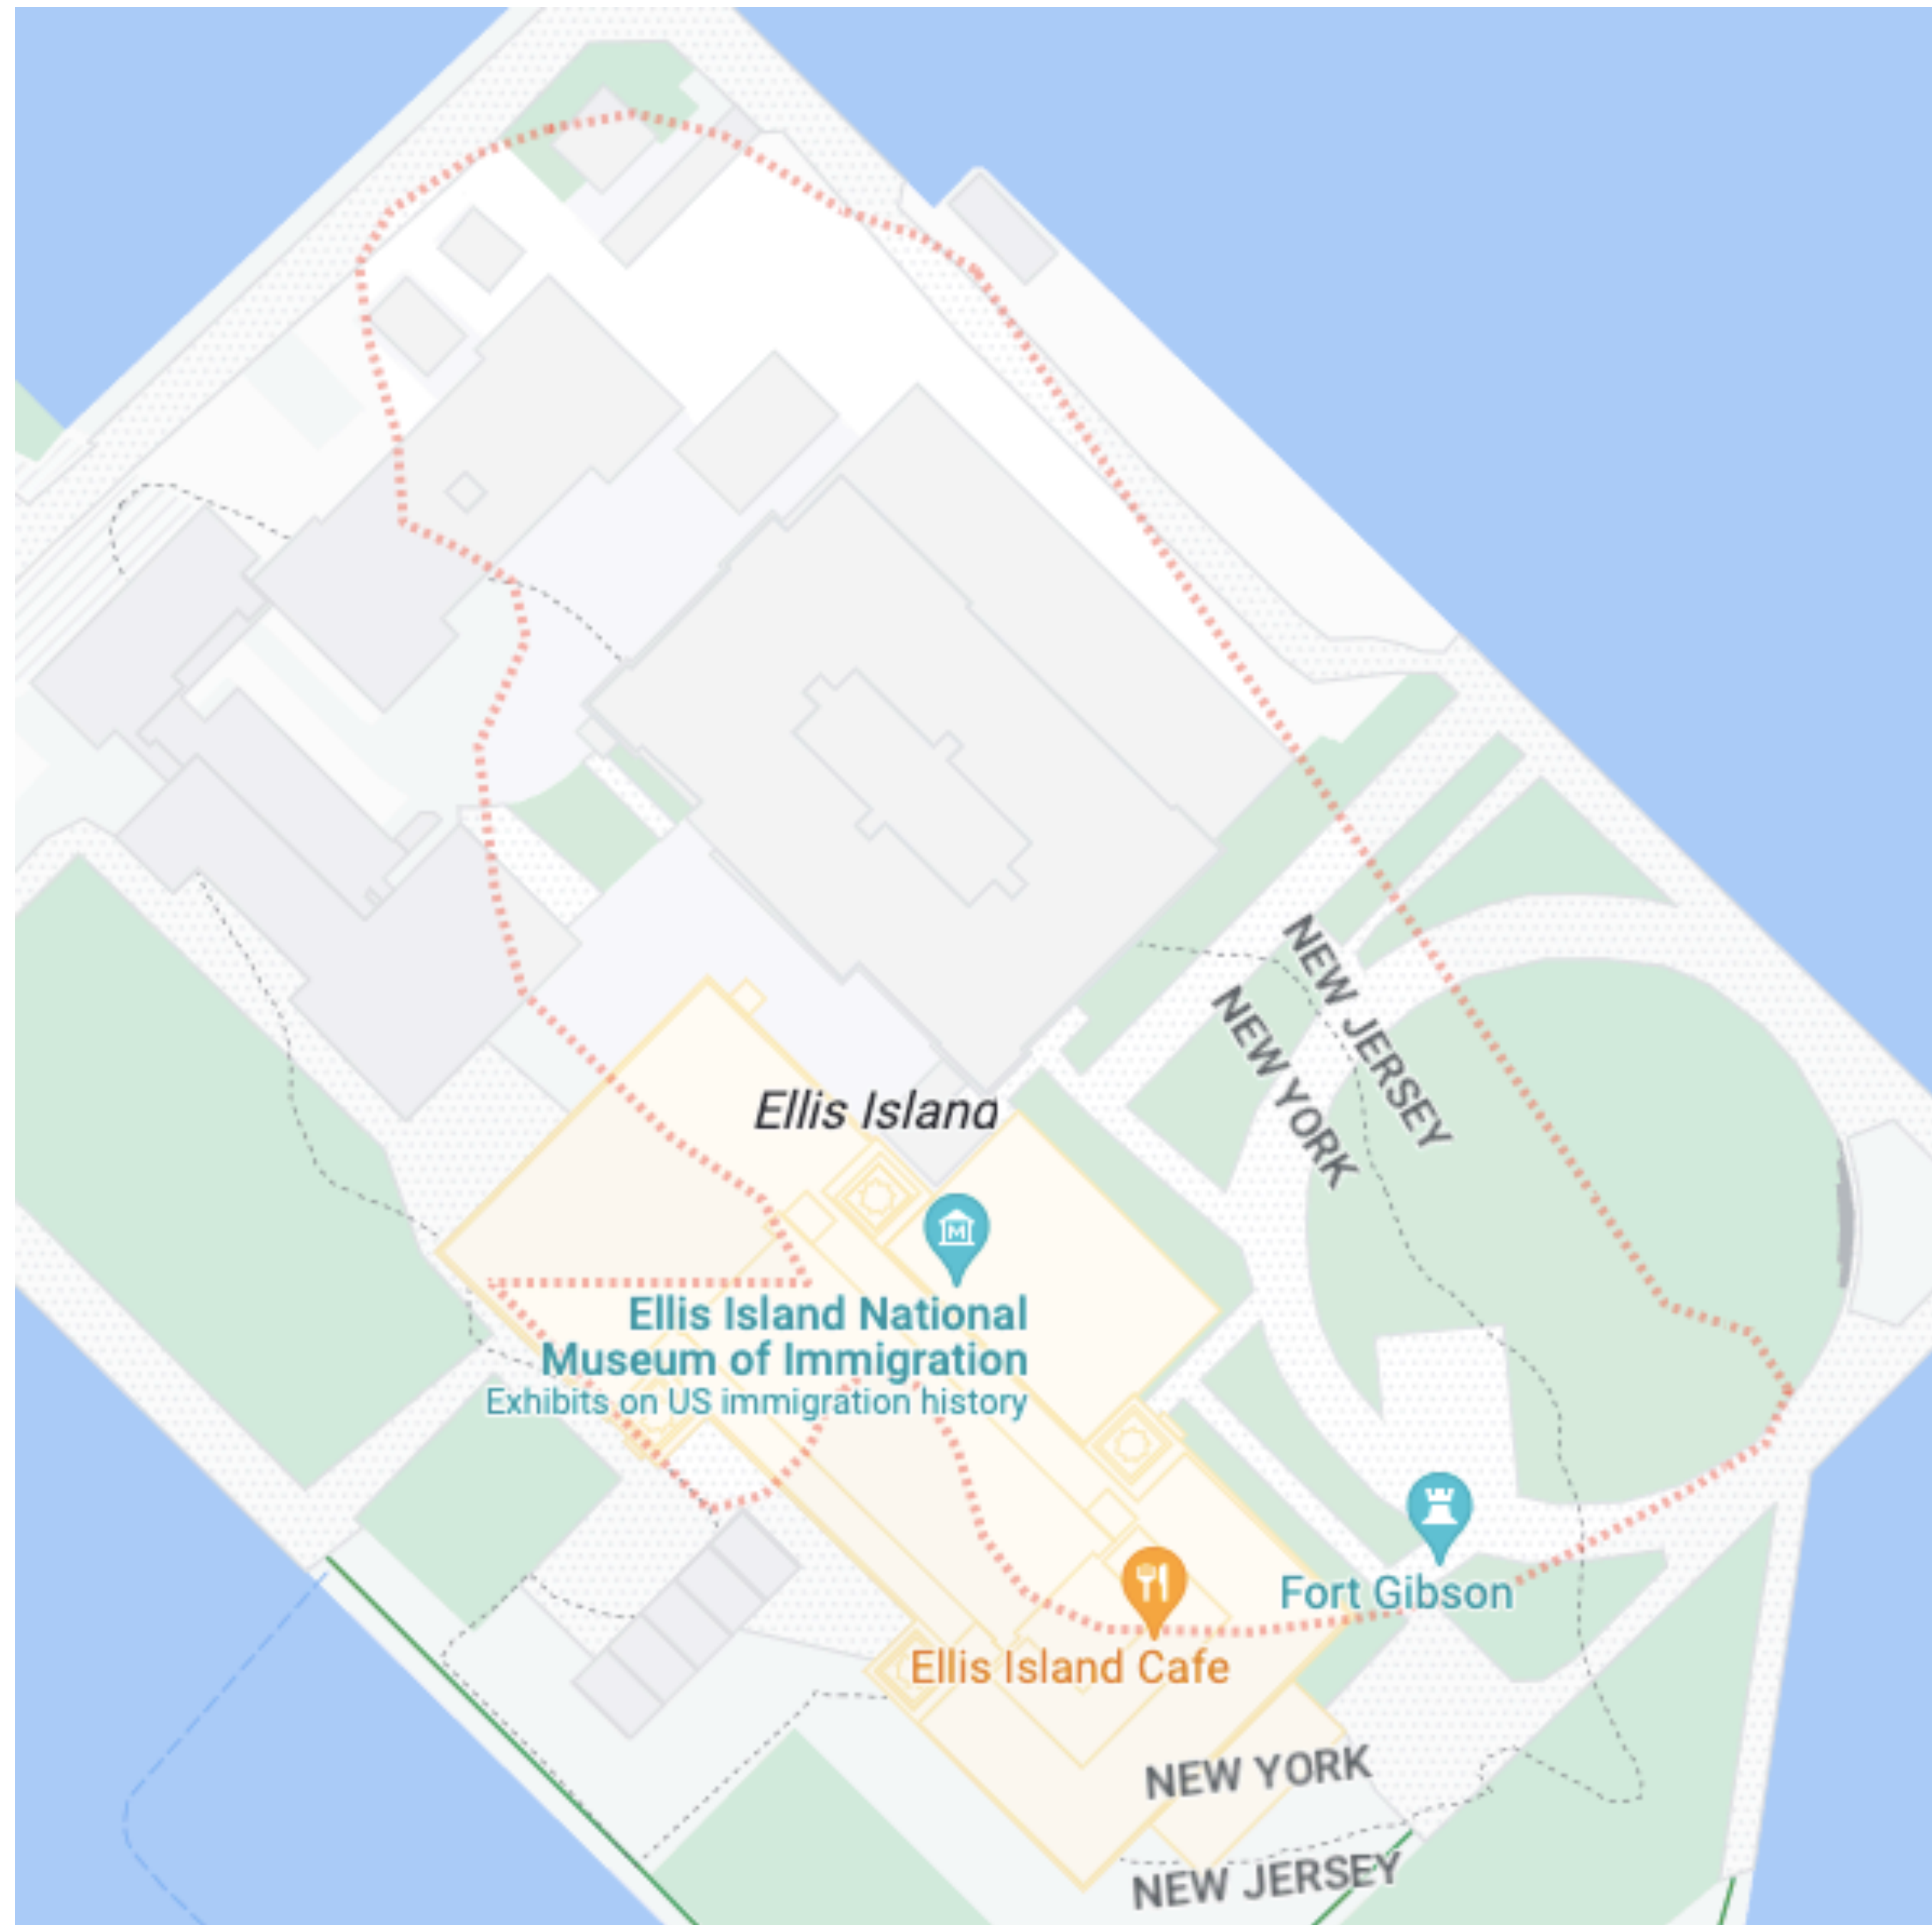 NEW JERSEY
NEW YORK
Ellis Island
M
Ellis Island National
Museum of Immigration
Exhibits on US immigration history
Fort Gibson
Ellis Island Cafe
NEW YORK
NEW JERSEY